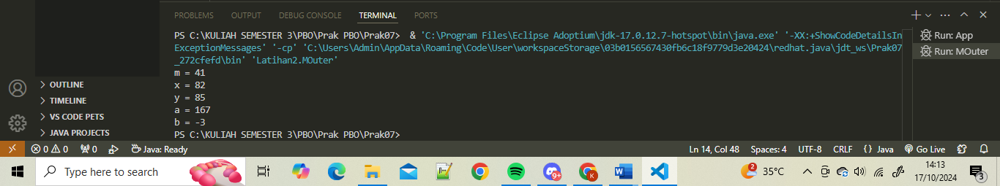 PROBLEMS OUTPUT DEBUG CONSOLE TERMINAL PORTS
PS C:\KULIAH SEMESTER 3\PBO\Prak PBO\Prak07> & 'C:\Program Files\Eclipse Adoptium\jdk-17.0.12.7-hotspot\bin\java.exe' '-XX:+ShowCodeDetailsIn
ExceptionMessages' '-cp' 'C:\Users\Admin\AppData\Roaming\Code\User\workspaceStorage\03b0156567430fb6c18f9779d3e20424\redhat.java\jdt_ws\Prak07
_272cfefd\bin' 'Latihan2.MOuter'
m = 41
x = 82
y = 85
a = 167
b = -3
PS C:\KULIAH SEMESTER 3\PBO\Prak PBO\Prak07>
Run: App
Run: MOuter
OUTLINE
TIMELINE
VS CODE PETS
JAVA PROJECTS
0 0 0 Java: Ready Ln 14, Col 48 Spaces: 4 UTF-8 CRLF {} Java Go Live
Type here to search
9+
K
W
2
35°C
14:13
17/10/2024
3